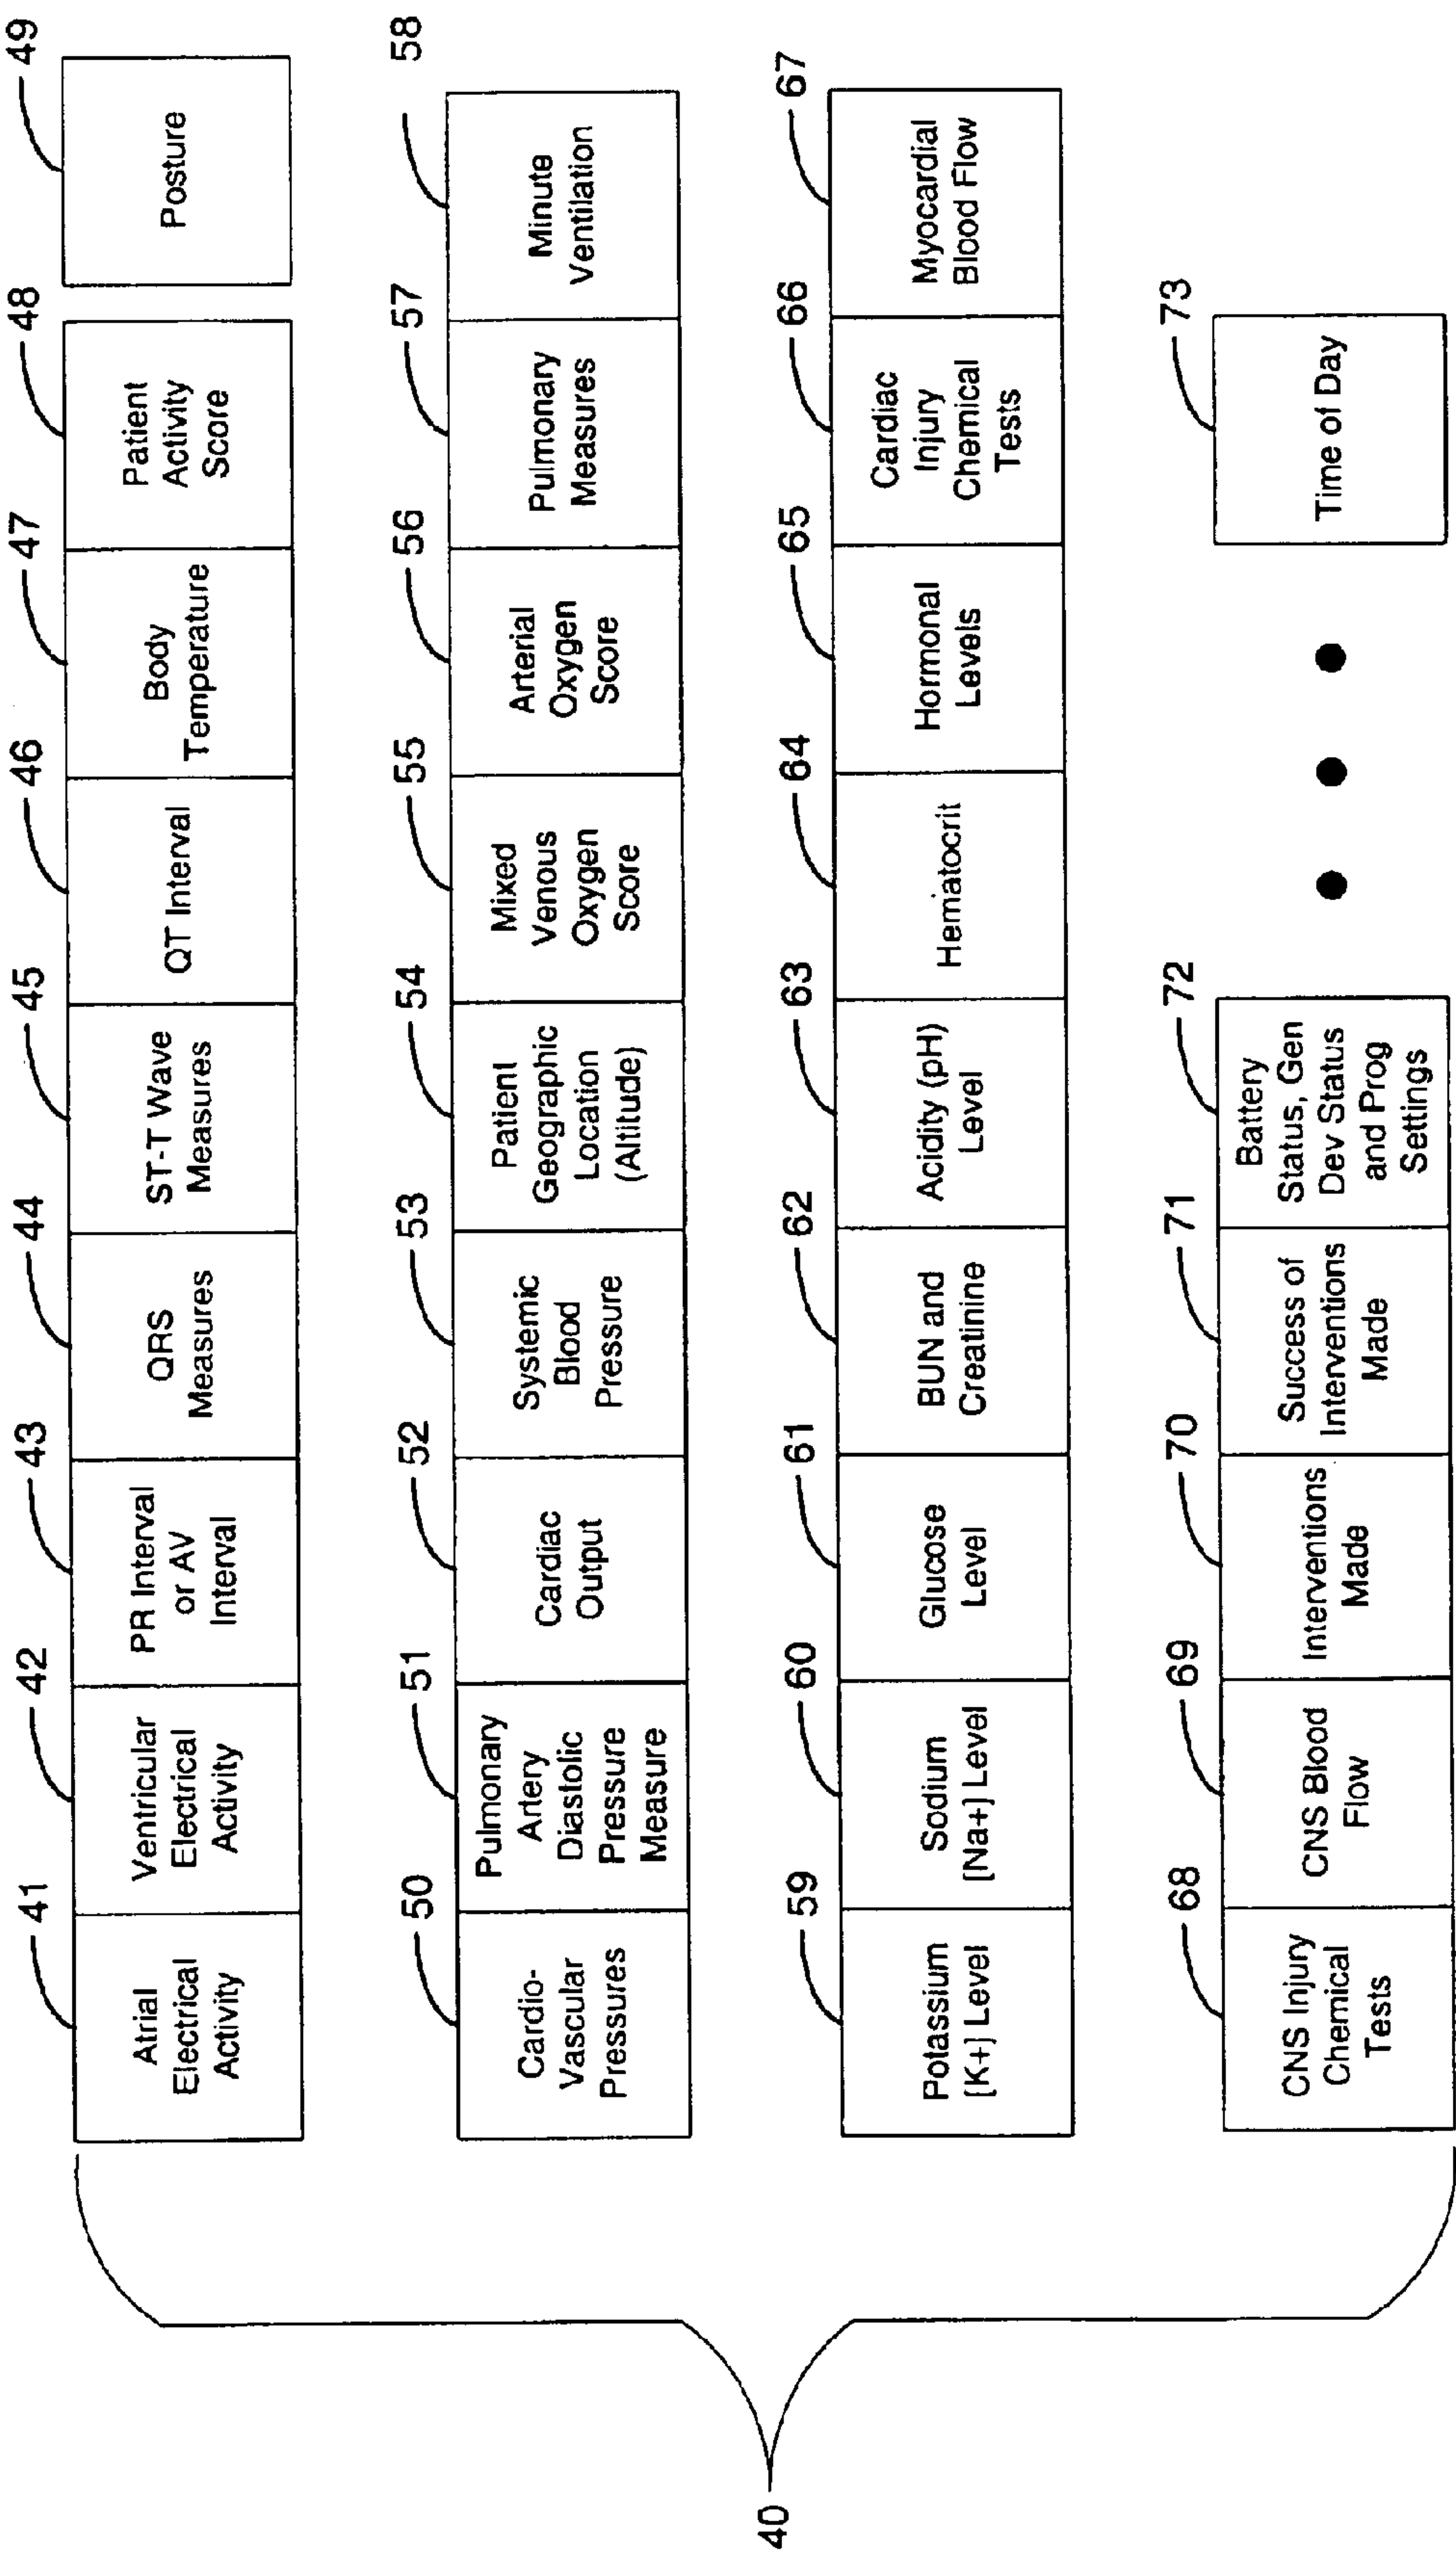 40
41
Atrial
Electrical
Activity
42
Ventricular
Electrical
Activity
43
PR Interval
or AV
Interval
44
QRS
Measures
45
ST-T Wave
Measures
46
QT Interval
47
Body
Temperature
48
Patient
Activity
Score
49
Posture
50
Cardio-
Vascular
Pressures
51
Pulmonary
Artery
Diastolic
Pressure
Measure
52
Cardiac
Output
53
Systemic
Blood
Pressure
54
Patient
Geographic
Location
(Altitude)
55
Mixed
Venous
Oxygen
Score
56
Arterial
Oxygen
Score
57
Pulmonary
Measures
58
Minute
Ventilation
59
Potassium
[K+] Level
60
Sodium
[Na+] Level
61
Glucose
Level
62
BUN and
Creatinine
63
Acidity (pH)
Level
64
Hematocrit
65
Hormonal
Levels
66
Cardiac
Injury
Chemical
Tests
67
Myocardial
Blood Flow
68
CNS Injury
Chemical
Tests
69
CNS Blood
Flow
70
Interventions
Made
71
Success of
Interventions
Made
72
Battery
Status, Gen
Dev Status
and Prog
Settings
73
Time of Day